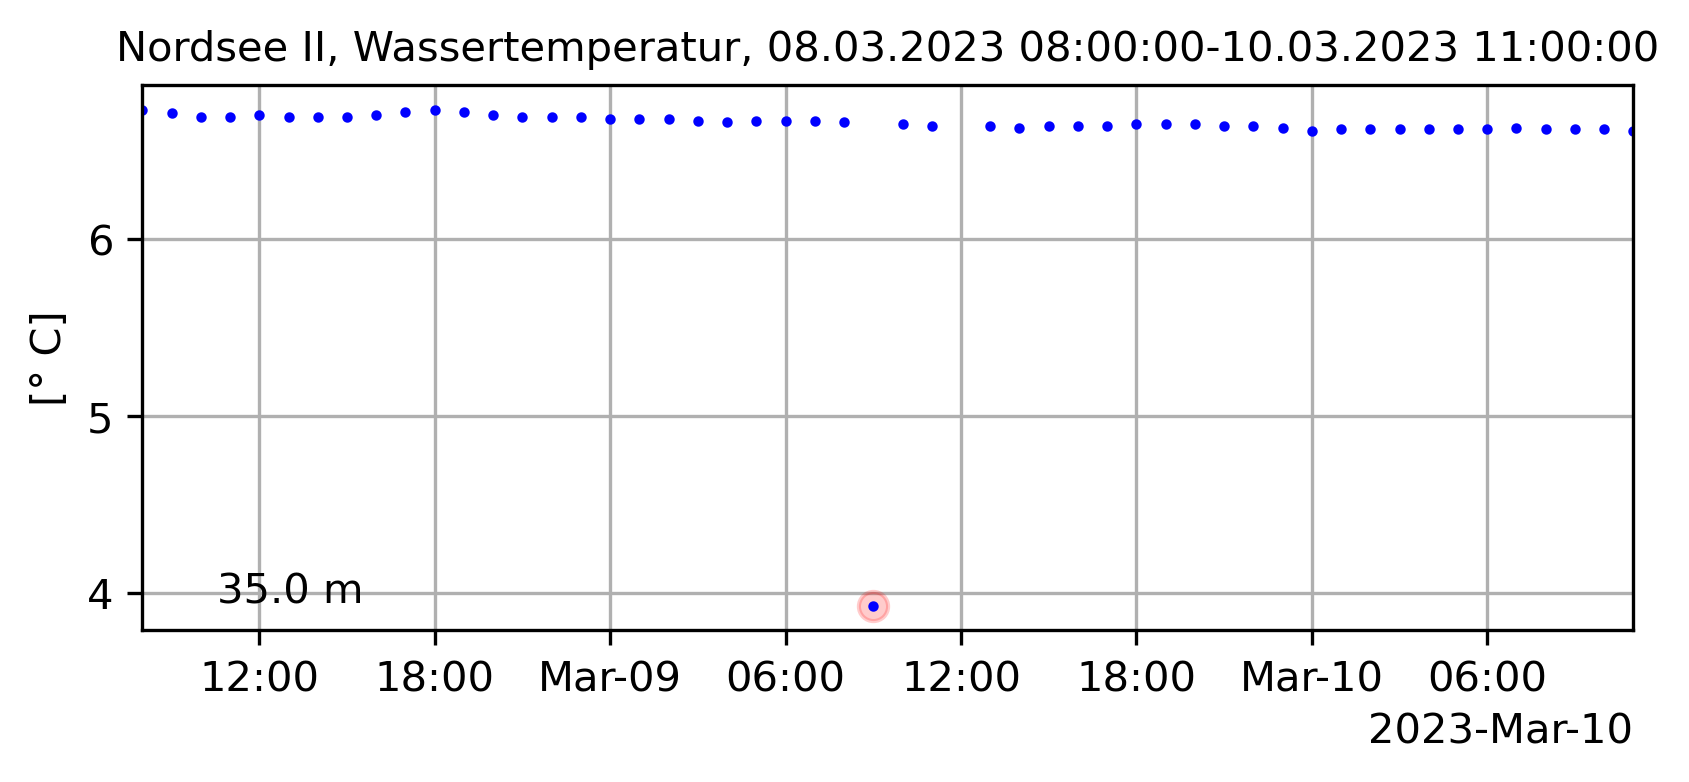 Nordsee II, Wassertemperatur, 08.03.2023 08:00:00-10.03.2023 11:00:00
6
5
4
[° C]
35.0 m
12:00 18:00 Mar-09 06:00 12:00 18:00 Mar-10 06:00
2023-Mar-10